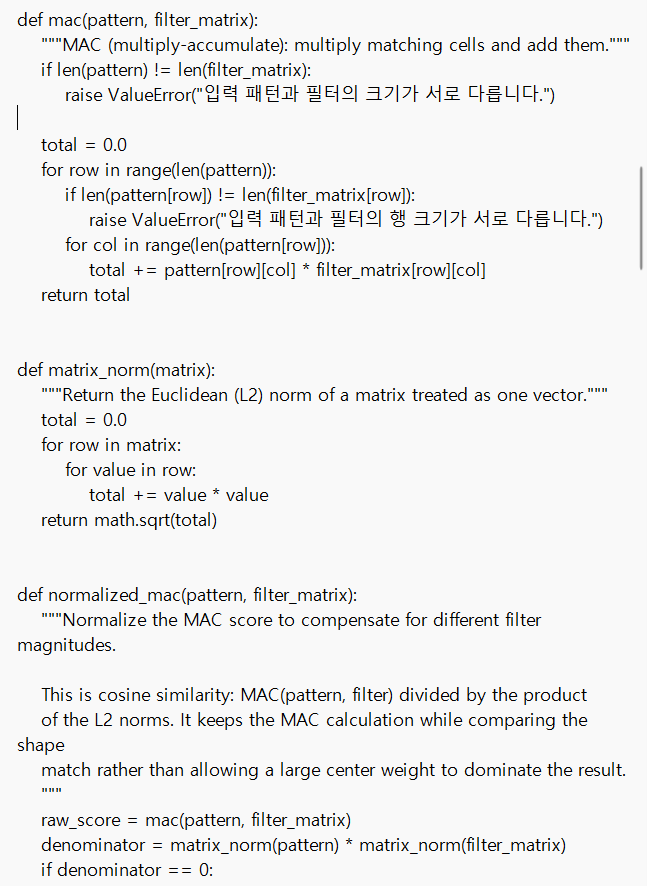 def mac(pattern, filter_matrix):
    """MAC (multiply-accumulate): multiply matching cells and add them."""
    if len(pattern) != len(filter_matrix):
        raise ValueError("입력 패턴과 필터의 크기가 서로 다릅니다.")

    total = 0.0
    for row in range(len(pattern)):
        if len(pattern[row]) != len(filter_matrix[row]):
            raise ValueError("입력 패턴과 필터의 행 크기가 서로 다릅니다.")
        for col in range(len(pattern[row])):
            total += pattern[row][col] * filter_matrix[row][col]
    return total


def matrix_norm(matrix):
    """Return the Euclidean (L2) norm of a matrix treated as one vector."""
    total = 0.0
    for row in matrix:
        for value in row:
            total += value * value
    return math.sqrt(total)


def normalized_mac(pattern, filter_matrix):
    """Normalize the MAC score to compensate for different filter
magnitudes.

    This is cosine similarity: MAC(pattern, filter) divided by the product
    of the L2 norms. It keeps the MAC calculation while comparing the
shape
    match rather than allowing a large center weight to dominate the result.
    """
    raw_score = mac(pattern, filter_matrix)
    denominator = matrix_norm(pattern) * matrix_norm(filter_matrix)
    if denominator == 0: